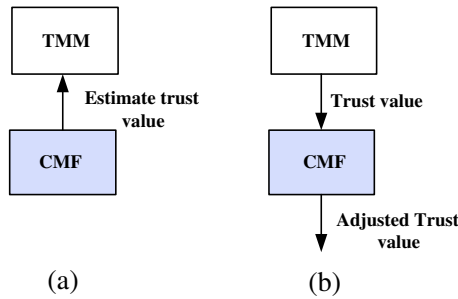 TMM
Estimate trust
value
CMF
(a)
TMM
Trust value
CMF
Adjusted Trust
value
(b)